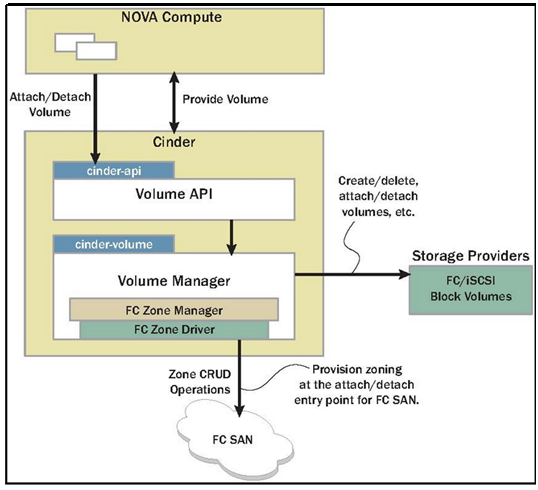 NOVA Compute
Attach/Detach
Volume
Provide Volume
Cinder
cinder-api
Volume API
Create/delete,
attach/detach
volumes, etc.
cinder-volume
Volume Manager
Storage Providers
FC/iSCSI
Block Volumes
FC Zone Manager
FC Zone Driver
Zone CRUD
Operations
Provision zoning
at the attach/detach
entry point for FC SAN.
FC SAN